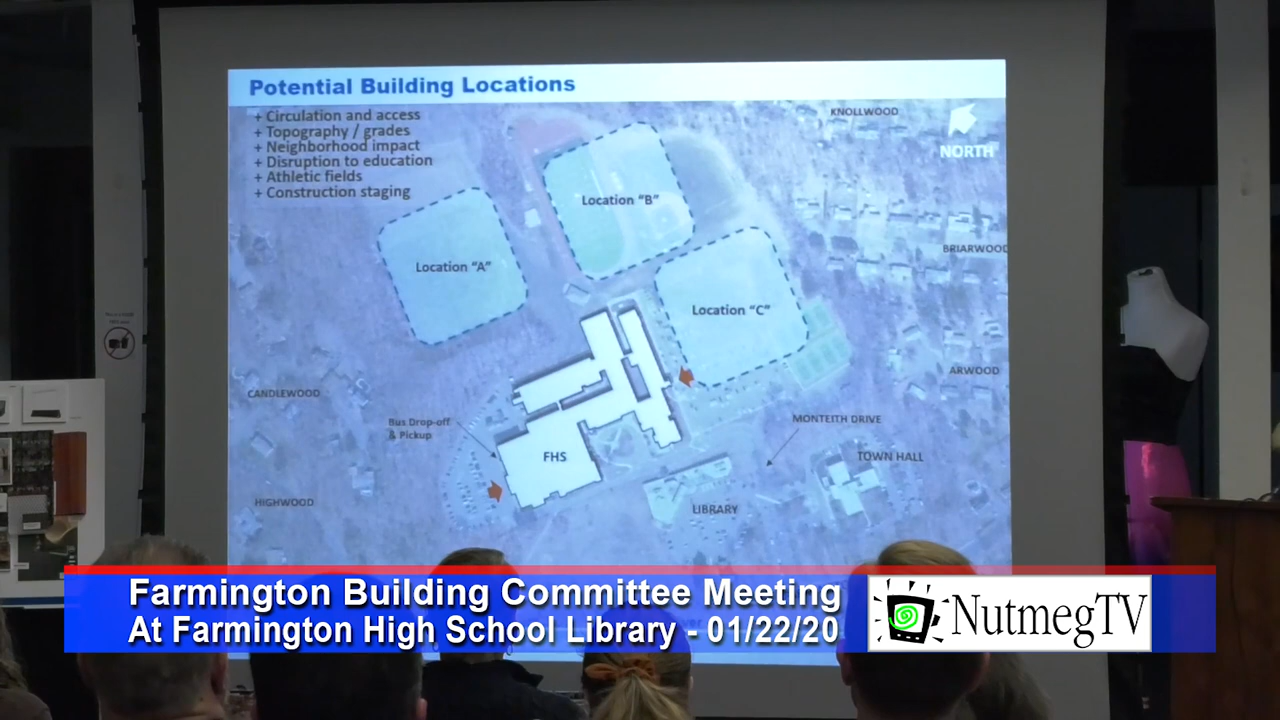 Potential Building Locations
+ Circulation and access
+ Topography / grades
+ Neighborhood impact
+ Disruption to education
+ Athletic fields
+ Construction staging
KNOLLWOOD
NORTH
Location "B"
Location "A"
BRIARWOOD
Location "C"
ARWOOD
CANDLEWOOD
Bus Drop-off
& Pickup
MONTEITH DRIVE
FHS
TOWN HALL
HIGHWOOD
LIBRARY
Farmington Building Committee Meeting
At Farmington High School Library - 01/22/20
NutmegTV